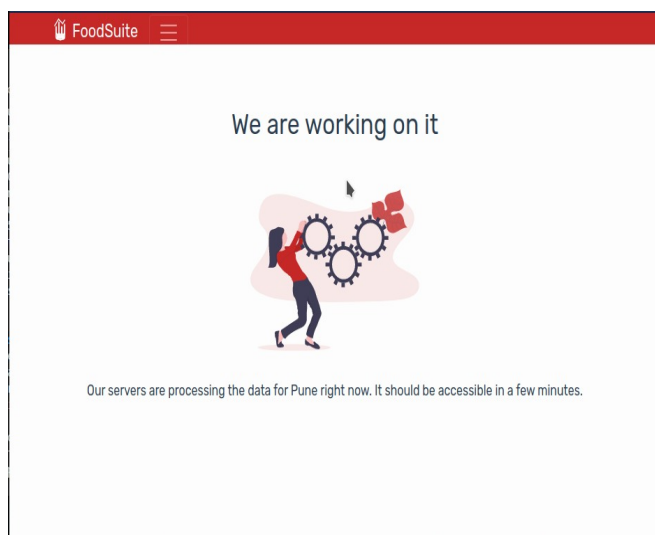 FoodSuite
We are working on it
Our servers are processing the data for Pune right now. It should be accessible in a few minutes.